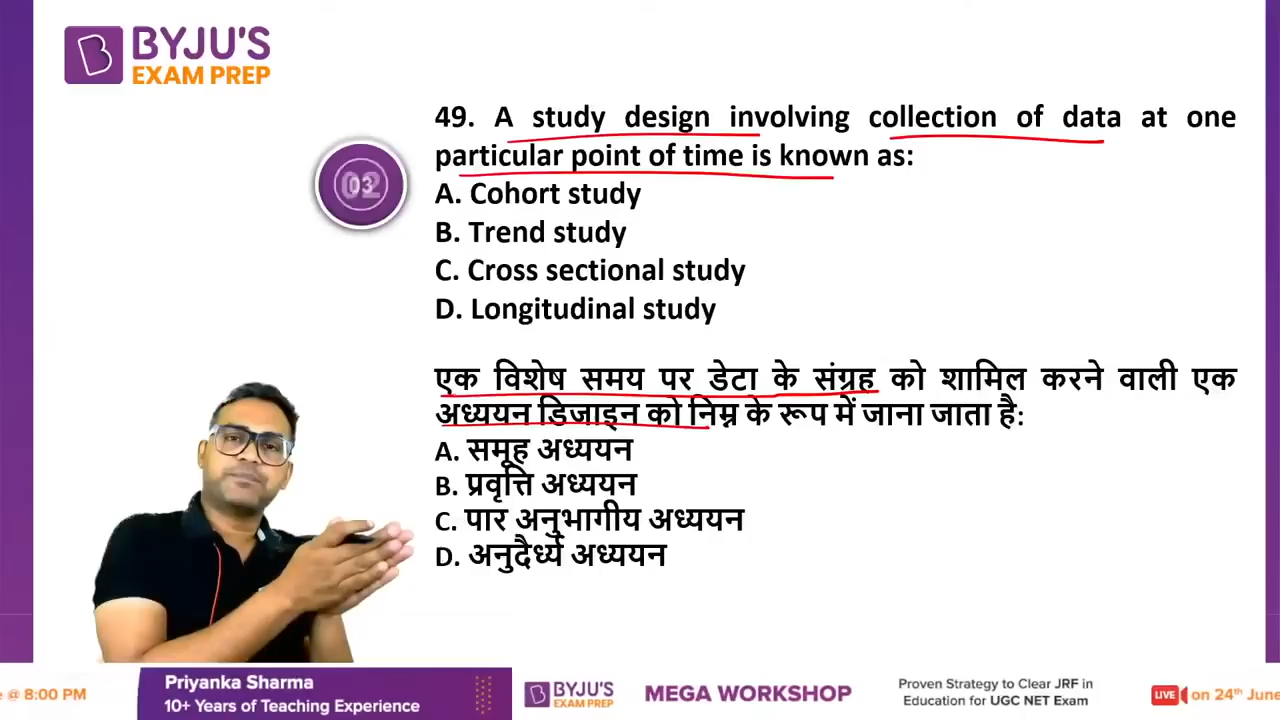 BYJU'S
EXAM PREP
49. A study design involving collection of data at one
particular point of time is known as:
A. Cohort study
B. Trend study
C. Cross sectional study
D. Longitudinal study
एक विशेष समय पर डेटा के संग्रह को शामिल करने वाली एक
अध्ययन डिजाइन को निम्न के रूप में जाना जाता है:
A. समूह अध्ययन
B. प्रवृत्ति अध्ययन
C. पार अनुभागीय अध्ययन
D. अनुदैर्ध्य अध्ययन
@ 8:00 PM
Priyanka Sharma
10+ Years of Teaching Experience
BYJU'S
EXAM PREP
MEGA WORKSHOP
Proven Strategy to Clear JRF in
Education for UGC NET Exam
LIVE
on 24th June